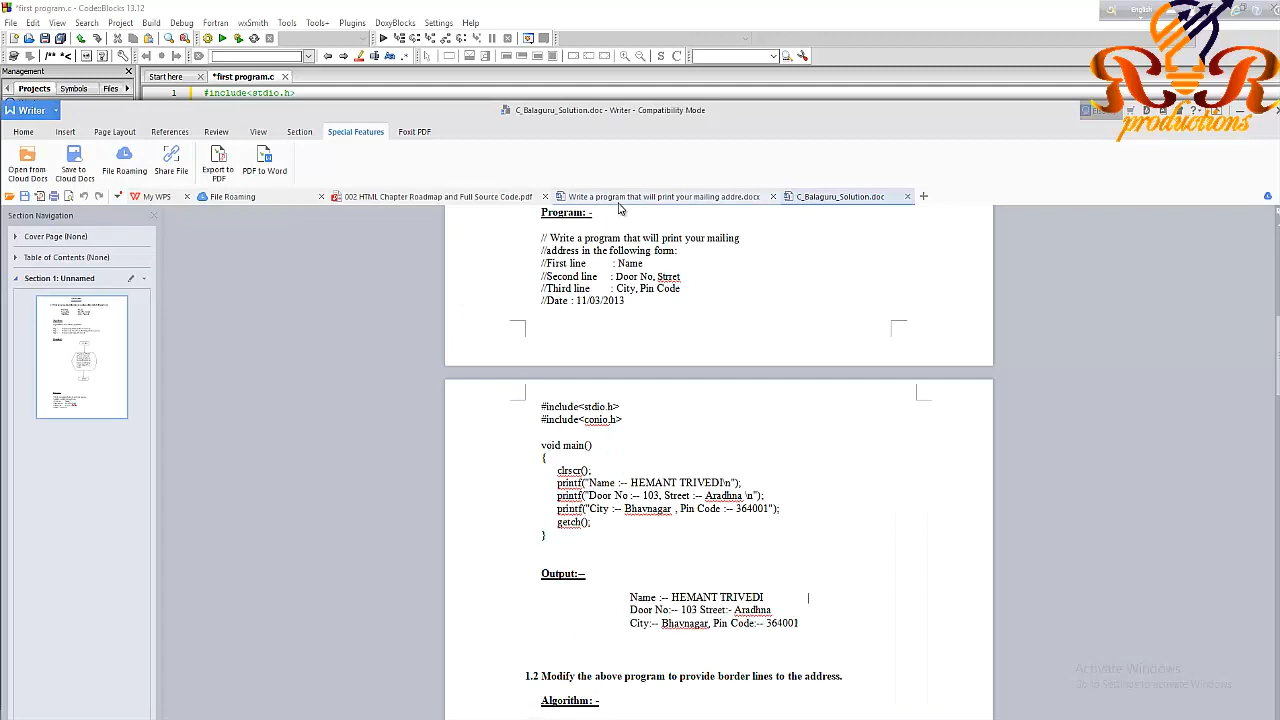 *first program.c - Code::Blocks 13.12
File Edit View Search Project Build Debug Fortran wxSmith Tools Tools+ Plugins DoxyBlocks Settings Help
English
Management
Projects Symbols Files
Start here *first program.c
1 #include<stdio.h>
RR
productions
Writer
C_Balaguru_Solution.doc - Writer - Compatibility Mode
Home Insert Page Layout References Review View Section Special Features Foxit PDF
Open from Cloud Docs
Save to Cloud Docs
File Roaming
Share File
Export to PDF
PDF to Word
My WPS File Roaming 002 HTML Chapter Roadmap and Full Source Code.pdf Write a program that will print your mailing addre.docx C_Balaguru_Solution.doc
Section Navigation
Cover Page (None)
Table of Contents (None)
Section 1: Unnamed
Program: -
// Write a program that will print your mailing
//address in the following form:
//First line : Name
//Second line : Door No, Strret
//Third line : City, Pin Code
//Date : 11/03/2013
#include<stdio.h>
#include<conio.h>
void main()
{
clrscr();
printf("Name :-- HEMANT TRIVEDI\n");
printf("Door No :-- 103, Street :-- Aradhna \n");
printf("City :-- Bhavnagar , Pin Code :-- 364001");
getch();
}
Output:--
Name :-- HEMANT TRIVEDI
Door No:-- 103 Street:- Aradhna
City:-- Bhavnagar, Pin Code:-- 364001
1.2 Modify the above program to provide border lines to the address.
Algorithm: -
Activate Windows
Go to Settings to activate Windows.